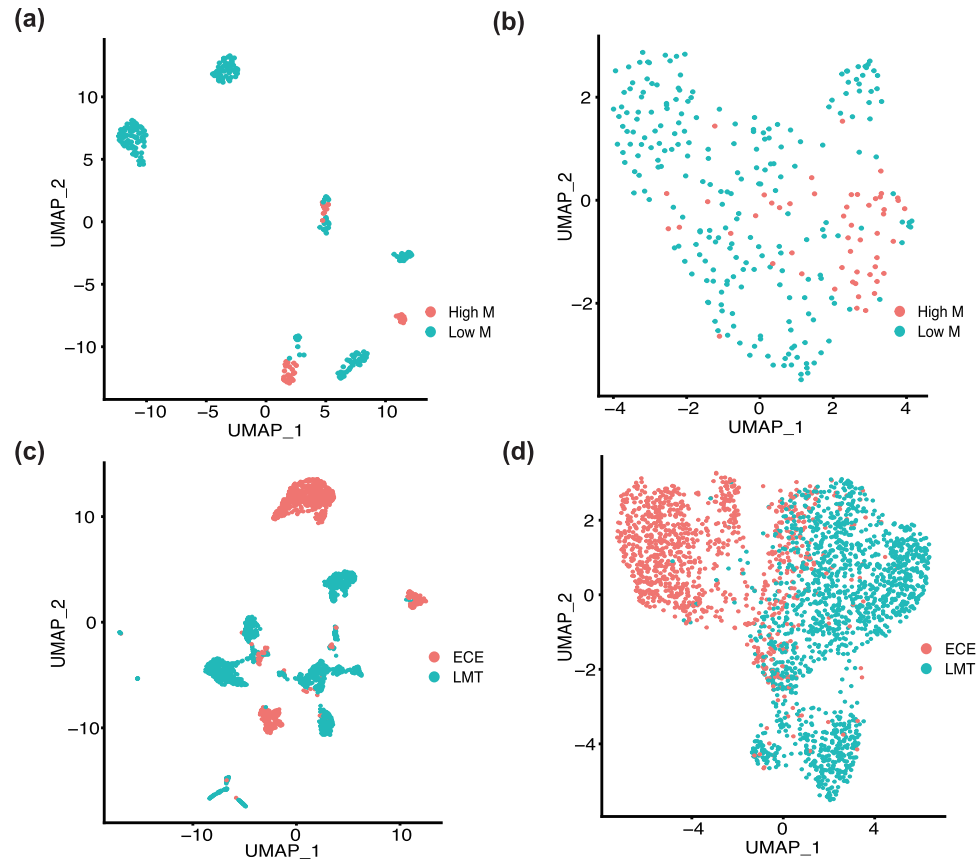 (a)
10
5
0
−5
−10
UMAP_2
−10 −5 0 5 10
UMAP_1
High M
Low M
(b)
2
0
−2
UMAP_2
−4 −2 0 2 4
UMAP_1
High M
Low M
(c)
10
0
−10
UMAP_2
−10 0 10
UMAP_1
ECE
LMT
(d)
2
0
−2
−4
UMAP_2
−4 0 4
UMAP_1
ECE
LMT